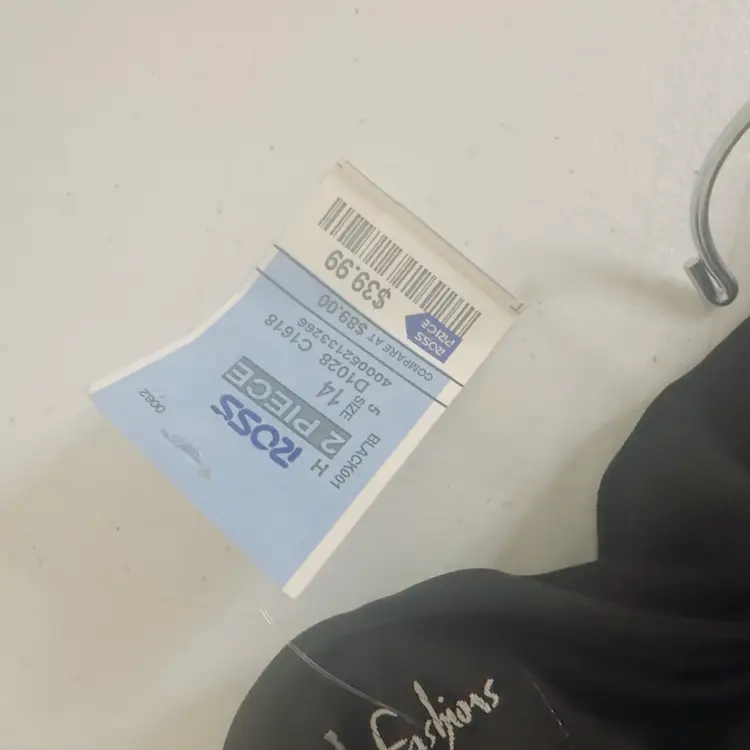 ROSS
2 PIECE
H
BLACK001
5
SIZE
14
D1028 C1618
400052133266
COMPARE AT $89.00
ROSS
PRICE
$39.99
0082
Fashions